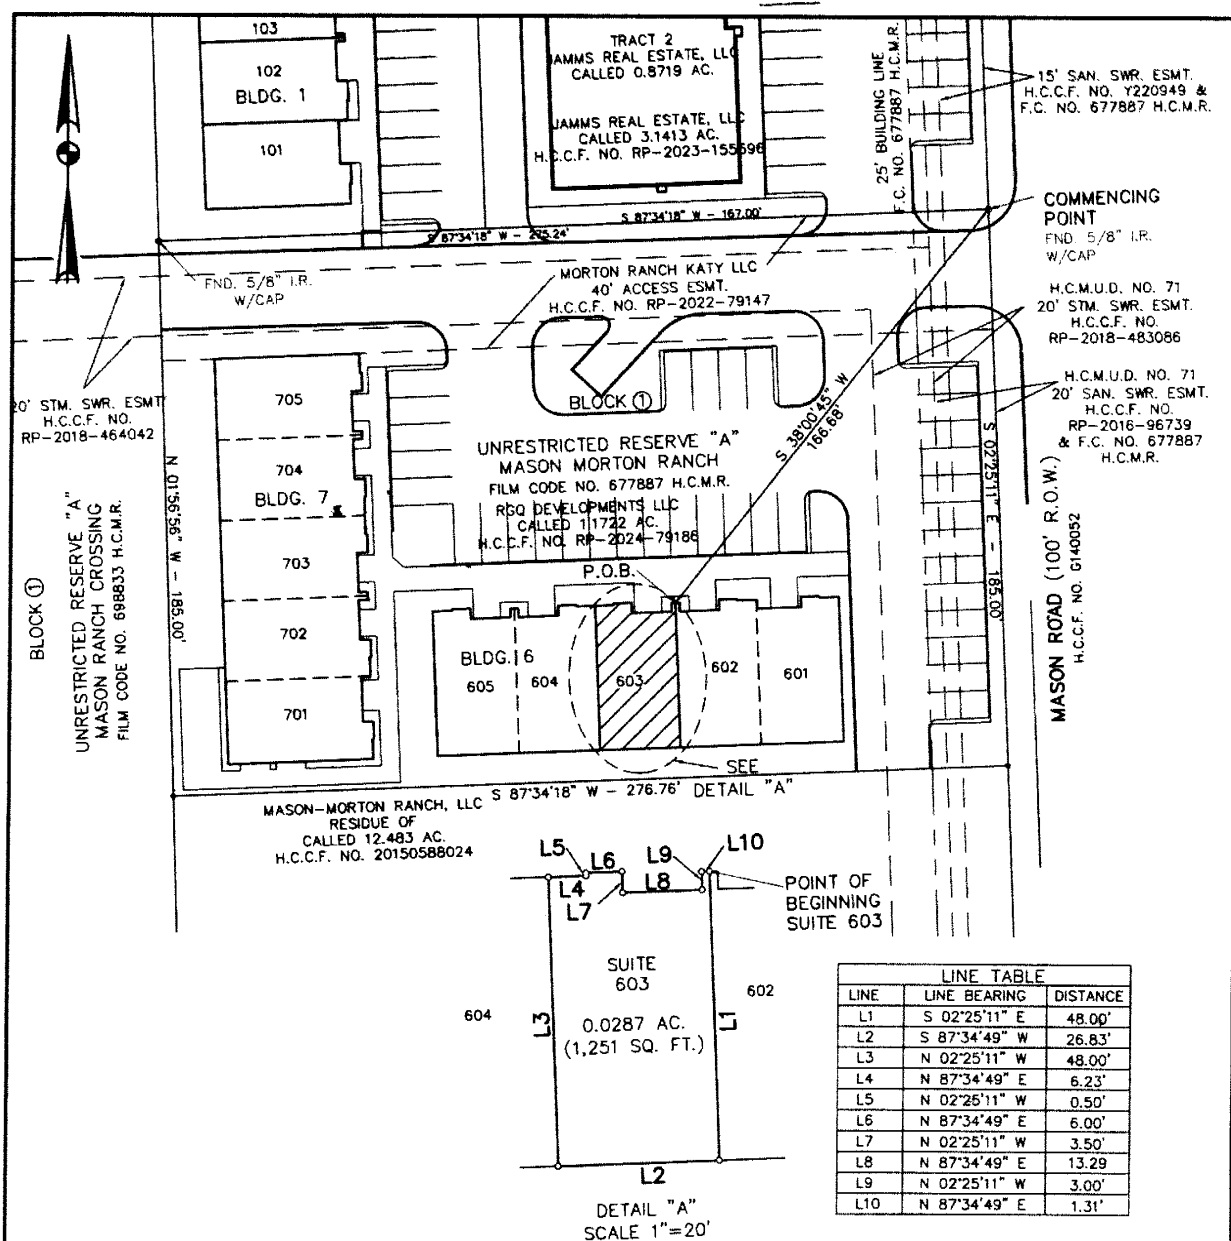 103
102
BLDG. 1
101
TRACT 2
JAMMS REAL ESTATE, LLC
CALLED 0.8719 AC.
JAMMS REAL ESTATE, LLC
CALLED 3.1413 AC.
H.C.C.F. NO. RP-2023-155696
25' BUILDING LINE
F.C. NO. 677887 H.C.M.R.
15' SAN. SWR. ESMT.
H.C.C.F. NO. Y220949 &
F.C. NO. 677887 H.C.M.R.
COMMENCING
POINT
FND. 5/8" I.R.
W/CAP
S 87°34'18" W - 167.00'
S 87°34'18" W - 275.24'
FND. 5/8" I.R.
W/CAP
MORTON RANCH KATY LLC
40' ACCESS ESMT.
H.C.C.F. NO. RP-2022-79147
H.C.M.U.D. NO. 71
20' STM. SWR. ESMT.
H.C.C.F. NO.
RP-2018-483086
H.C.M.U.D. NO. 71
20' SAN. SWR. ESMT.
H.C.C.F. NO.
RP-2016-96739
& F.C. NO. 677887
H.C.M.R.
20' STM. SWR. ESMT
H.C.C.F. NO.
RP-2018-464042
705
704
BLDG. 7
703
702
701
BLOCK 1
S 38°00'45" W
166.68'
UNRESTRICTED RESERVE "A"
MASON MORTON RANCH
FILM CODE NO. 677887 H.C.M.R.
RGQ DEVELOPMENTS LLC
CALLED 1.1722 AC.
H.C.C.F. NO. RP-2024-79186
P.O.B.
N 01°56'56" W - 185.00'
S 02°25'11" E - 185.00'
MASON ROAD (100' R.O.W.)
H.C.C.F. NO. G140052
BLOCK 1
UNRESTRICTED RESERVE "A"
MASON RANCH CROSSING
FILM CODE NO. 698833 H.C.M.R.
BLDG. 6
605
604
603
602
601
SEE
DETAIL "A"
S 87°34'18" W - 276.76'
MASON-MORTON RANCH, LLC
RESIDUE OF
CALLED 12.483 AC.
H.C.C.F. NO. 20150588024
L5
L6
L9
L10
L4
L7
L8
POINT OF
BEGINNING
SUITE 603
SUITE
603
0.0287 AC.
(1,251 SQ. FT.)
604
602
L3
L1
L2
DETAIL "A"
SCALE 1"=20'
LINE TABLE
LINE LINE BEARING DISTANCE
L1 S 02°25'11" E 48.00'
L2 S 87°34'49" W 26.83'
L3 N 02°25'11" W 48.00'
L4 N 87°34'49" E 6.23'
L5 N 02°25'11" W 0.50'
L6 N 87°34'49" E 6.00'
L7 N 02°25'11" W 3.50'
L8 N 87°34'49" E 13.29
L9 N 02°25'11" W 3.00'
L10 N 87°34'49" E 1.31'